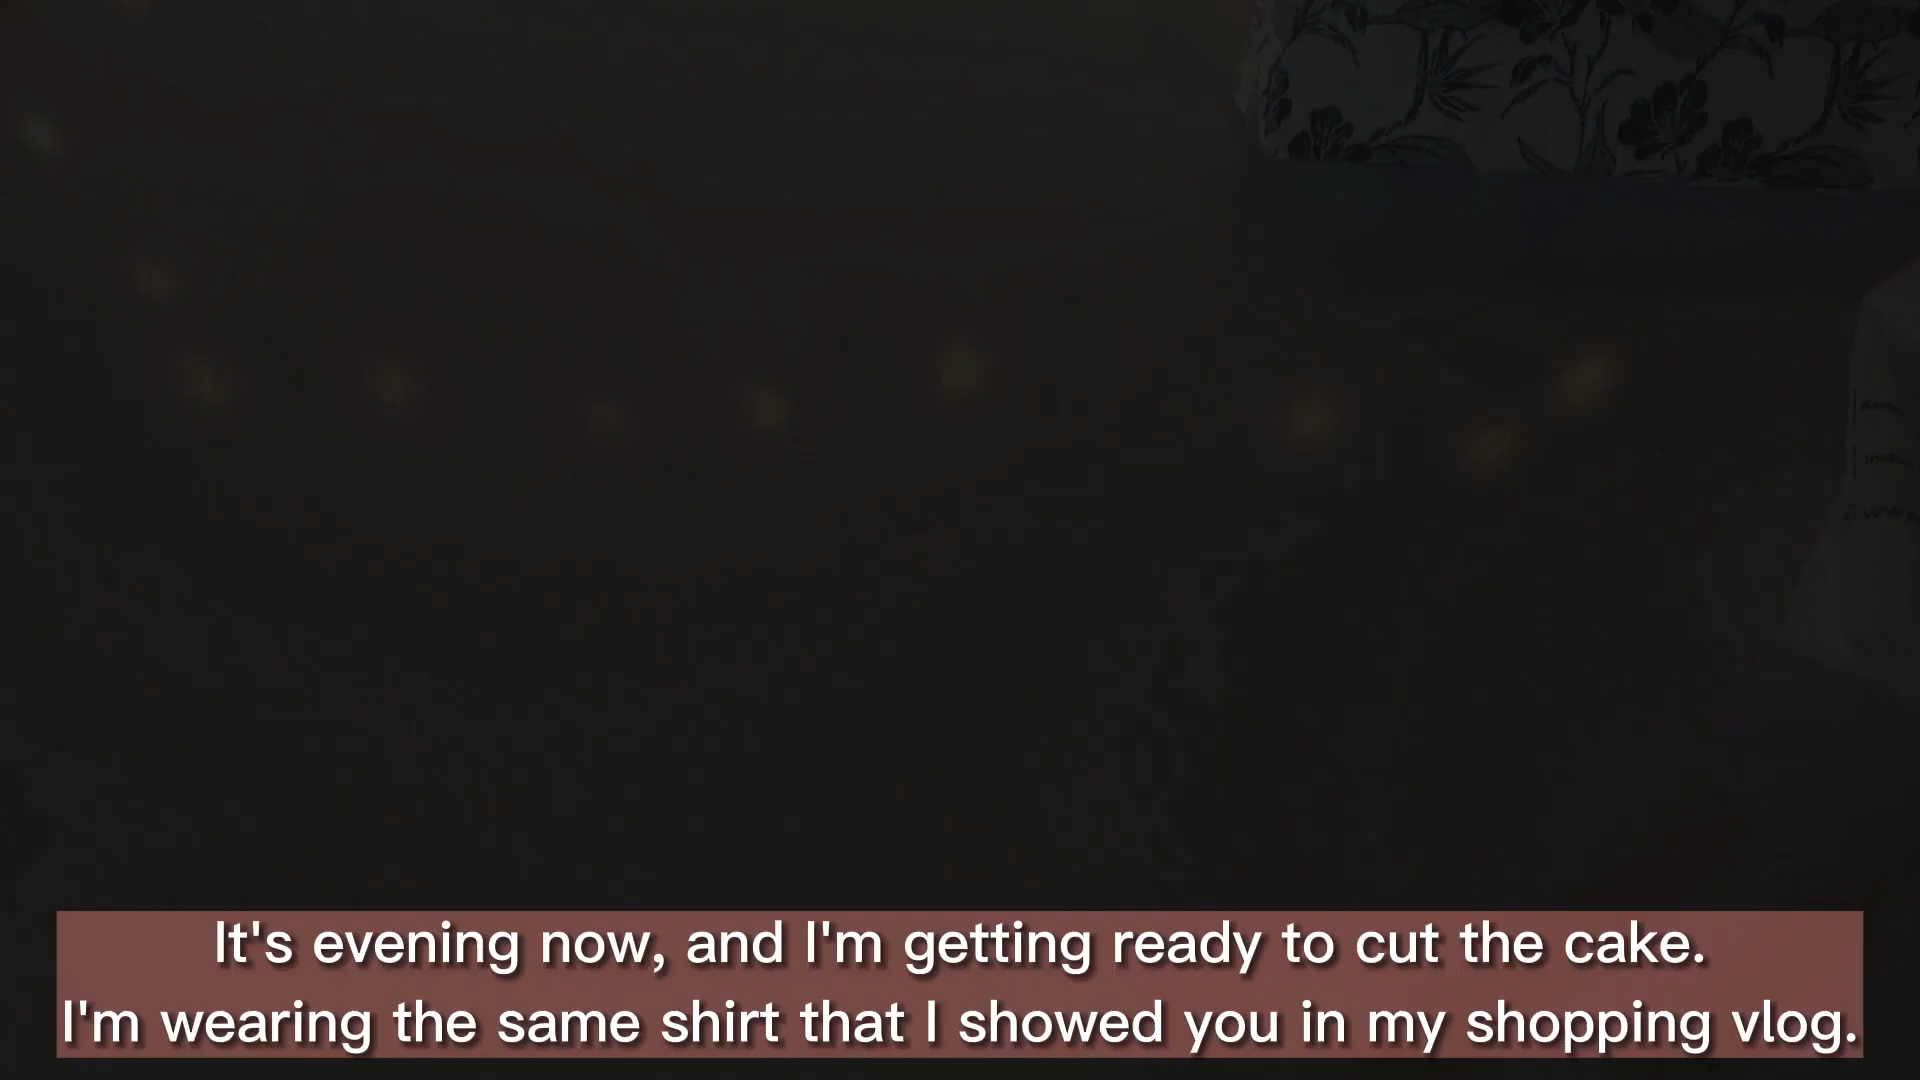 It's evening now, and I'm getting ready to cut the cake.
I'm wearing the same shirt that I showed you in my shopping vlog.